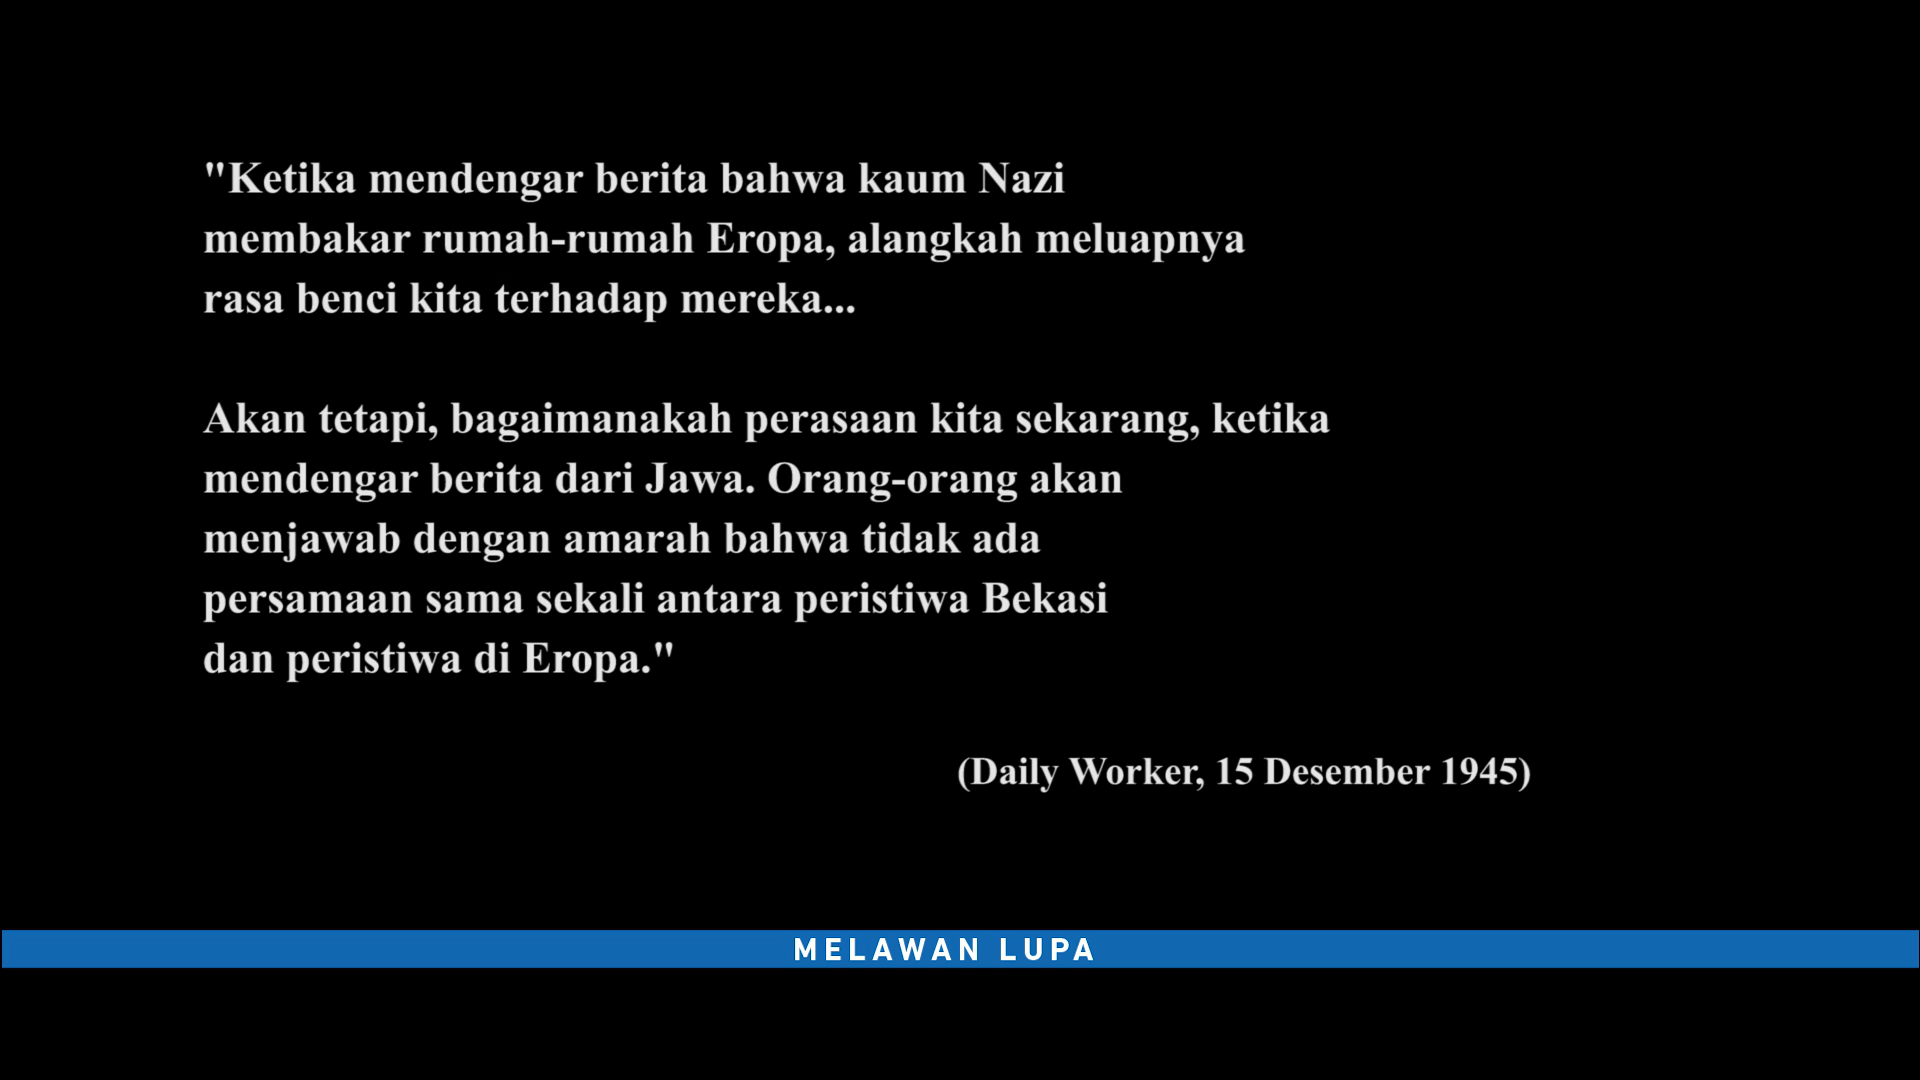 "Ketika mendengar berita bahwa kaum Nazi
membakar rumah-rumah Eropa, alangkah meluapnya
rasa benci kita terhadap mereka...
Akan tetapi, bagaimanakah perasaan kita sekarang, ketika
mendengar berita dari Jawa. Orang-orang akan
menjawab dengan amarah bahwa tidak ada
persamaan sama sekali antara peristiwa Bekasi
dan peristiwa di Eropa."
(Daily Worker, 15 Desember 1945)
MELAWAN LUPA